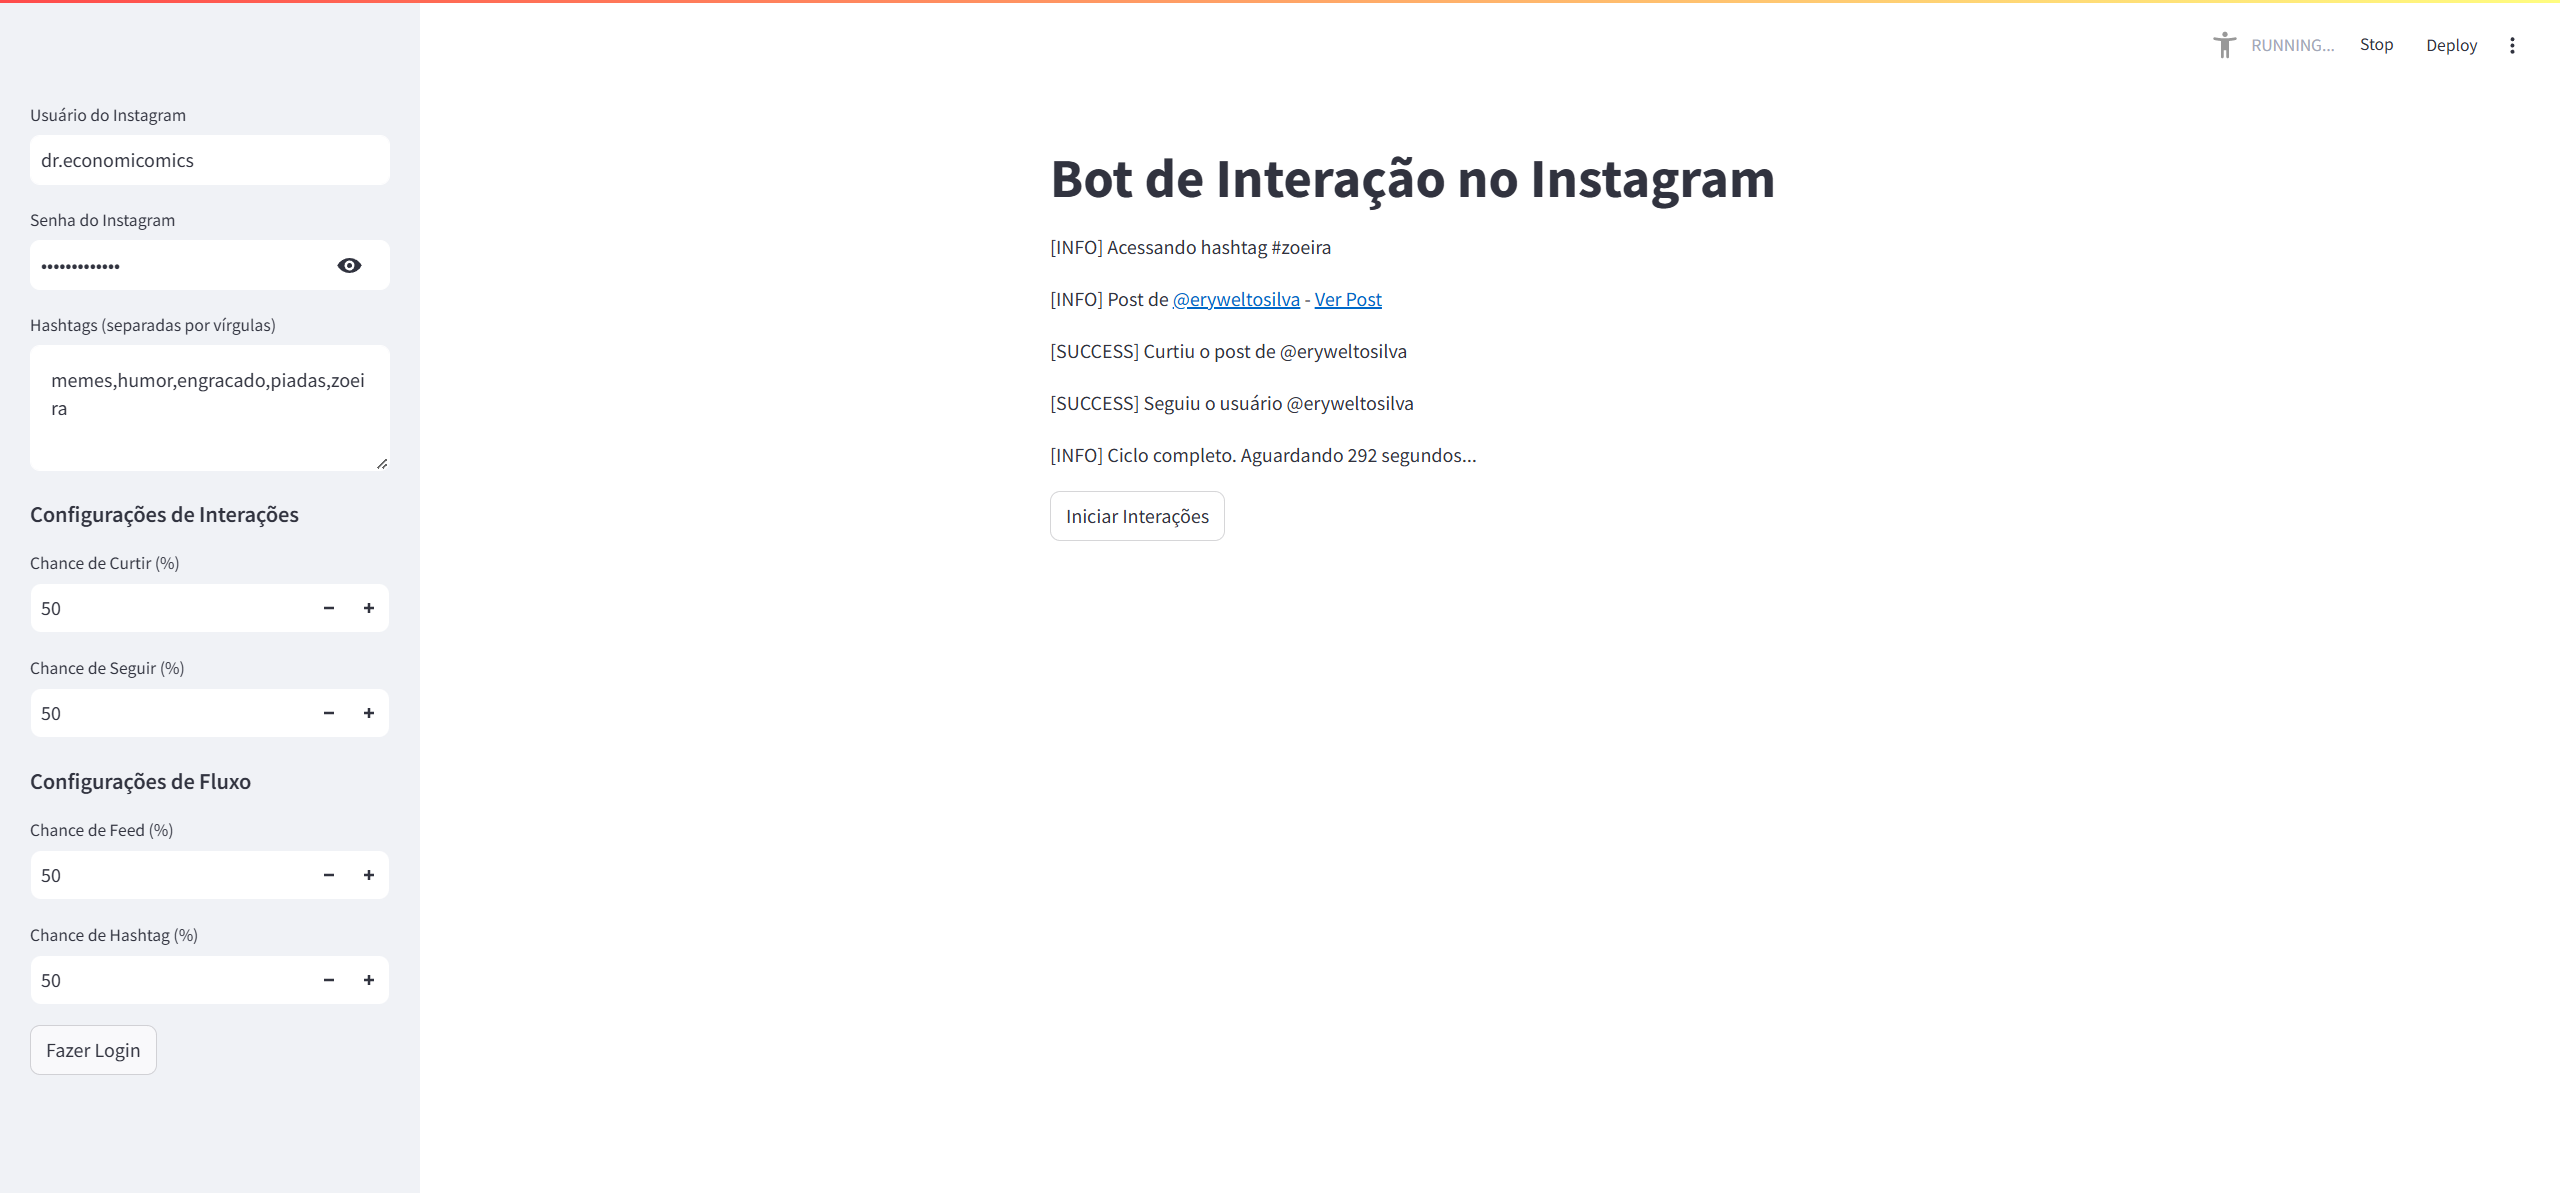 RUNNING...
Stop
Deploy
Usuário do Instagram
dr.economicomics
Senha do Instagram
•••••••••••••
Hashtags (separadas por vírgulas)
memes,humor,engracado,piadas,zoei
ra
Configurações de Interações
Chance de Curtir (%)
50
Chance de Seguir (%)
50
Configurações de Fluxo
Chance de Feed (%)
50
Chance de Hashtag (%)
50
Fazer Login
Bot de Interação no Instagram
[INFO] Acessando hashtag #zoeira
[INFO] Post de @eryweltosilva - Ver Post
[SUCCESS] Curtiu o post de @eryweltosilva
[SUCCESS] Seguiu o usuário @eryweltosilva
[INFO] Ciclo completo. Aguardando 292 segundos...
Iniciar Interações